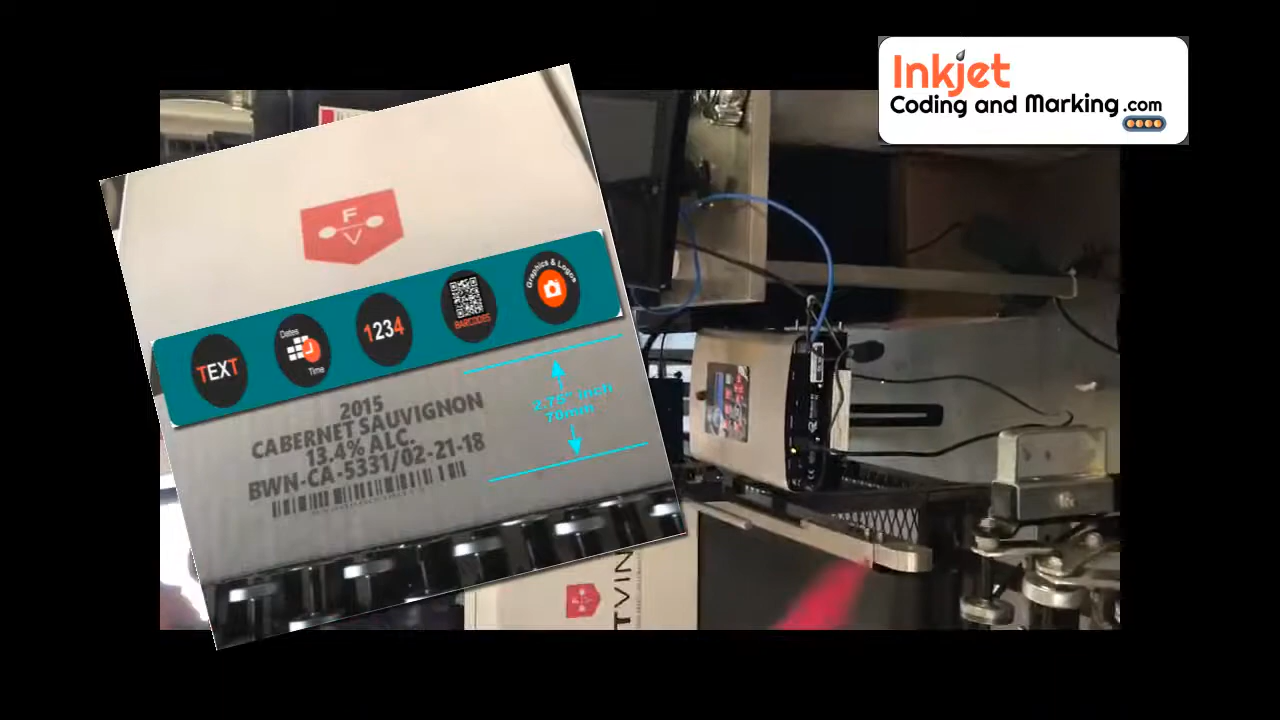 Inkjet
Coding and Marking.com
F
V
TEXT
Dates
Time
1234
BARCODES
Graphics & Logos
2015
CABERNET SAUVIGNON
13.4% ALC.
BWN-CA-5331/02-21-18
2.75" inch
70mm
TVIN